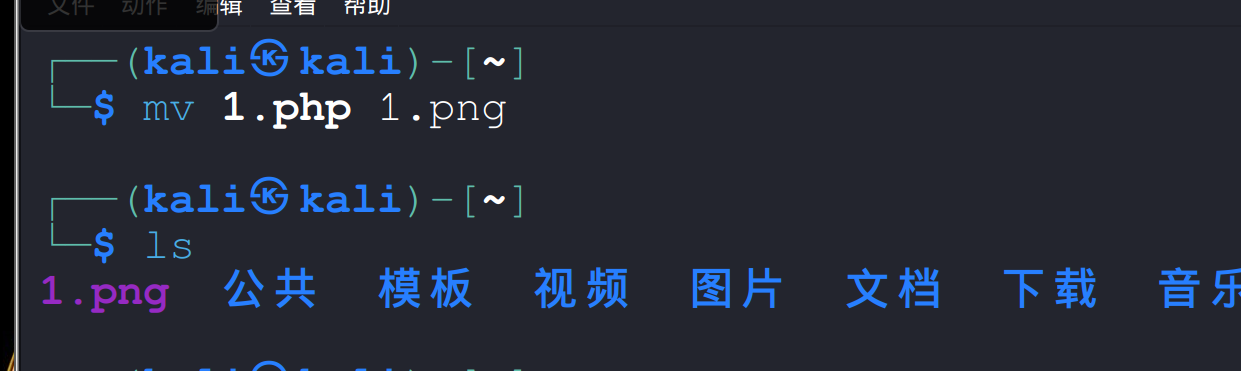 文件 动作 编辑 查看 帮助
┌──(kali㉿kali)-[~]
└─$ mv 1.php 1.png
┌──(kali㉿kali)-[~]
└─$ ls
1.png 公共 模板 视频 图片 文档 下载 音乐